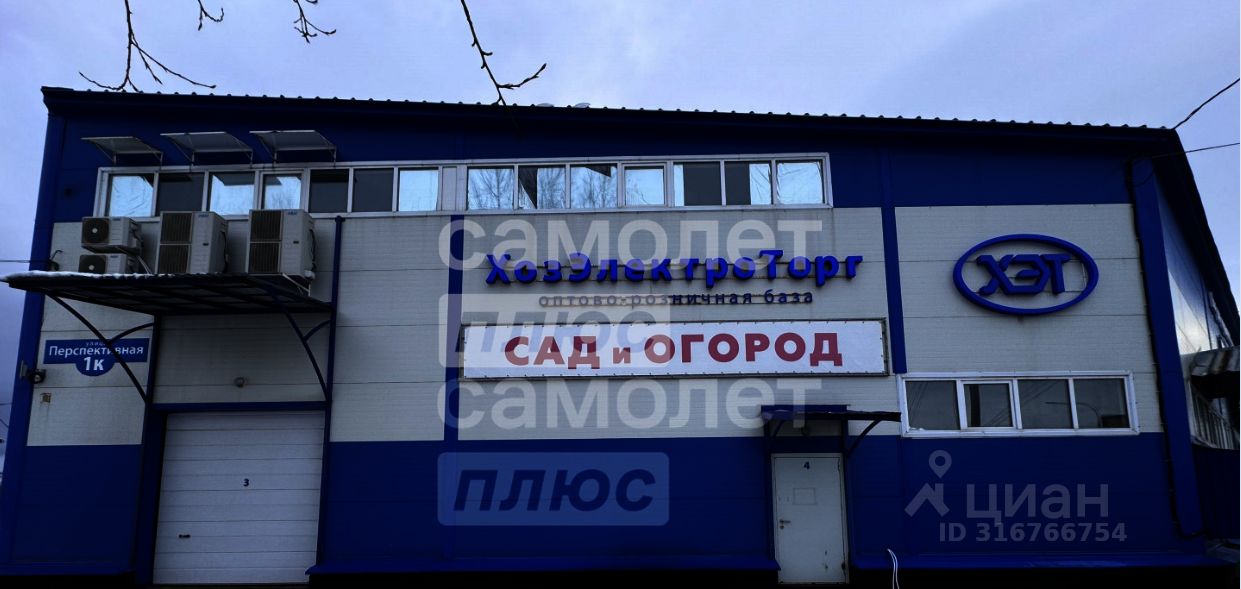 самолет
ХозЭлектроТорг
оптово-розничная база
ХЭТ
плюс
САД и ОГОРОД
улица
Перспективная
1к
самолет
плюс
3
4
циан
ID 316766754